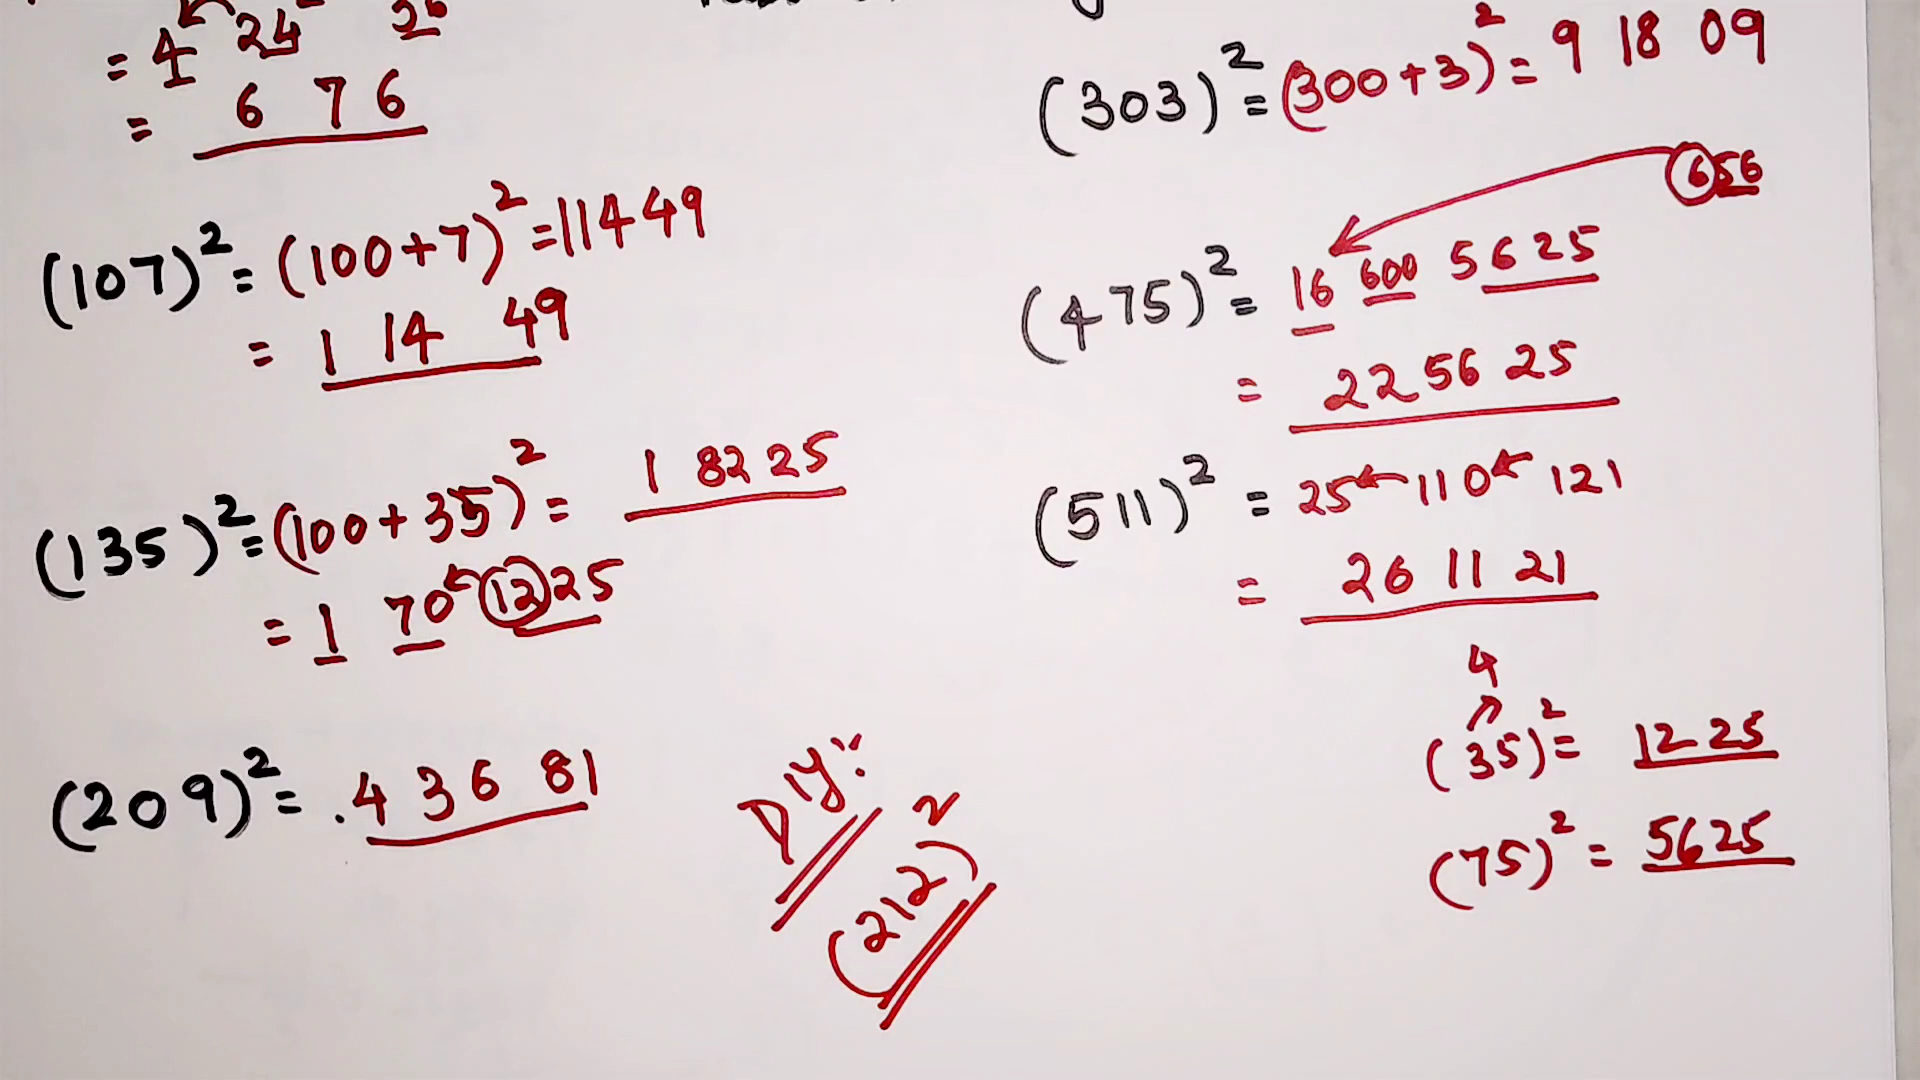 = 4 24
= 6 7 6
(107)² = (100+7)² = 11449
= 1 14 49
(135)² = (100+35)² = 1 82 25
= 1 70 12 25
(209)² = .4 36 81
DIY:
(212)²
(303)² = (300+3)² = 9 18 09
656
(475)² = 16 600 5625
= 22 56 25
(511)² = 25 110 121
= 26 11 21
4
(35)² = 1225
(75)² = 5625